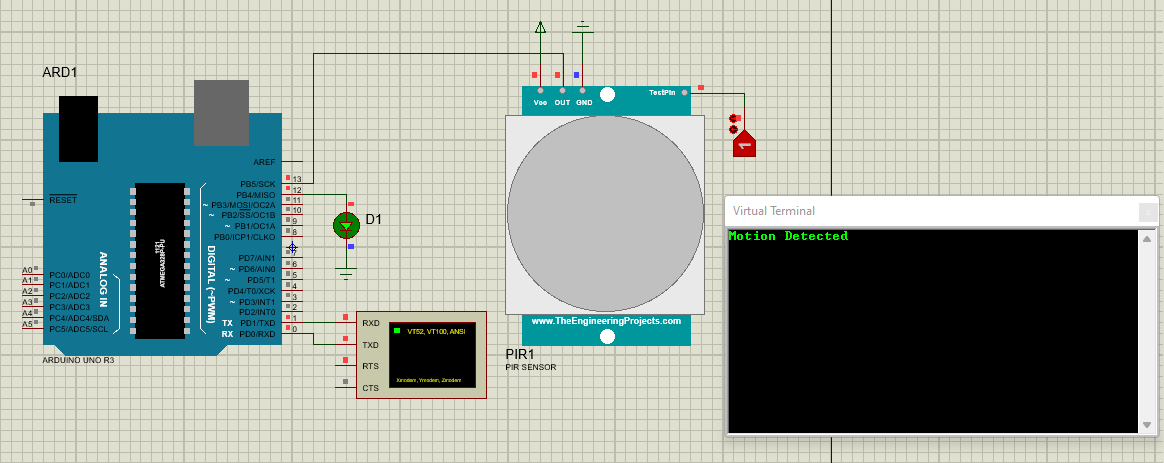 ARD1
AREF
13
PB5/SCK
12
PB4/MISO
11
~ PB3/MOSI/OC2A
10
~ PB2/SS/OC1B
9
~ PB1/OC1A
8
PB0/ICP1/CLKO
7
PD7/AIN1
6
~ PD6/AIN0
5
~ PD5/T1
4
PD4/T0/XCK
3
~ PD3/INT1
2
PD2/INT0
1
TX PD1/TXD
0
RX PD0/RXD
RESET
A0 PC0/ADC0
A1 PC1/ADC1
A2 PC2/ADC2
A3 PC3/ADC3
A4 PC4/ADC4/SDA
A5 PC5/ADC5/SCL
ANALOG IN
1121
ATMEGA328P-PU
DIGITAL (~PWM)
ARDUINO UNO R3
D1
RXD
TXD
RTS
CTS
VT52, VT100, ANSI
Xmodem, Ymodem, Zmodem
Vcc OUT GND
TestPin
1
www.TheEngineeringProjects.com
PIR1
PIR SENSOR
Virtual Terminal
Motion Detected